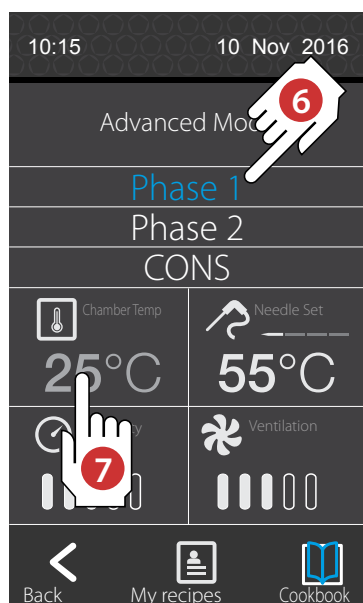 10:15 10 Nov 2016
6
Advanced
Phase 1
Phase 2
CONS
Chamber Temp Needle Set
25°C 55°C
Ventilation
7
Back My recipes Cookbook